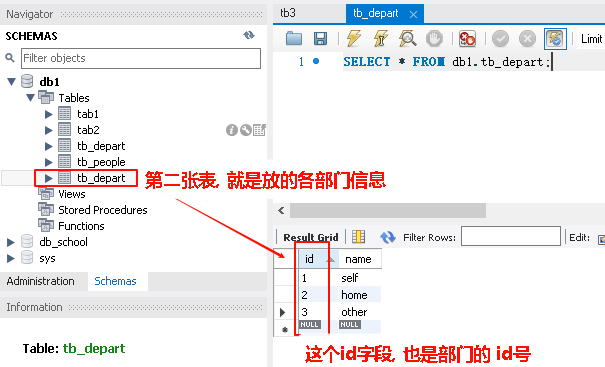 Navigator
SCHEMAS
Filter objects
db1
Tables
tab1
tab2
tb_depart
tb_people
tb_depart
Views
Stored Procedures
Functions
db_school
sys
Administration Schemas
Information
Table: tb_depart
tb3 tb_depart
Limit
1 SELECT * FROM db1.tb_depart;
第二张表, 就是放的各部门信息
Result Grid Filter Rows: Edit:
id name
1 self
2 home
3 other
NULL NULL
这个id字段, 也是部门的 id号